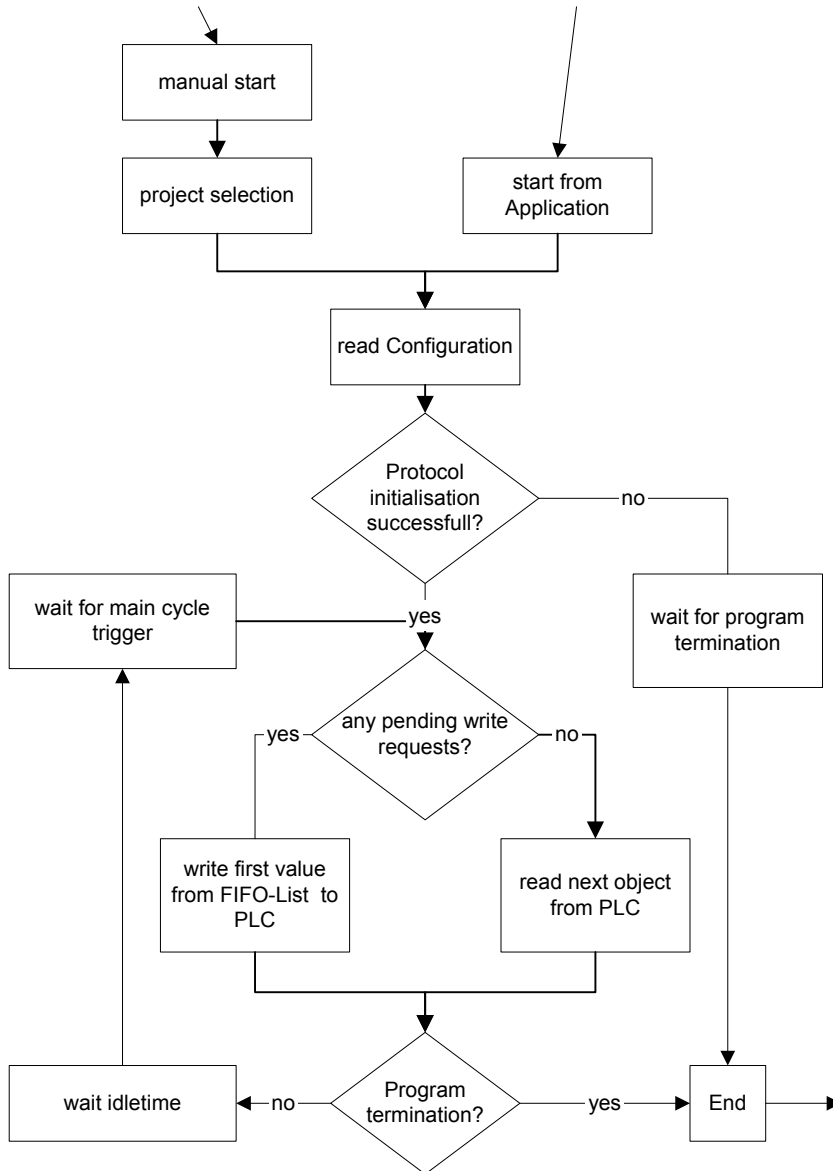 manual start
project selection
start from
Application
read Configuration
Protocol
initialisation
successfull?
no
wait for main cycle
trigger
yes
wait for program
termination
any pending write
requests?
yes
no
write first value
from FIFO-List to
PLC
read next object
from PLC
wait idletime
no
Program
termination?
yes
End